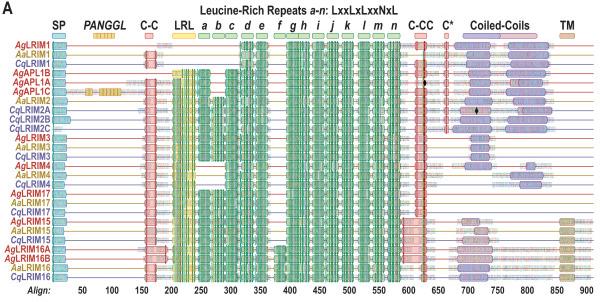 A
Leucine-Rich Repeats a-n: LxxLxLxxNxL
SP PANGGL C-C LRL a b c d e f g h i j k l m n C-CC C* Coiled-Coils TM
AgLRIM1
AaLRIM1
CqLRIM1
AgAPL1B
AgAPL1A
AgAPL1C
AaLRIM2
CqLRIM2A
CqLRIM2B
CqLRIM2C
AgLRIM3
AaLRIM3
CqLRIM3
AgLRIM4
AaLRIM4
CqLRIM4
AgLRIM17
AaLRIM17
CqLRIM17
AgLRIM15
AaLRIM15
CqLRIM15
AgLRIM16A
AgLRIM16B
AaLRIM16
CqLRIM16
Align: 50 100 150 200 250 300 350 400 450 500 550 600 650 700 750 800 850 900